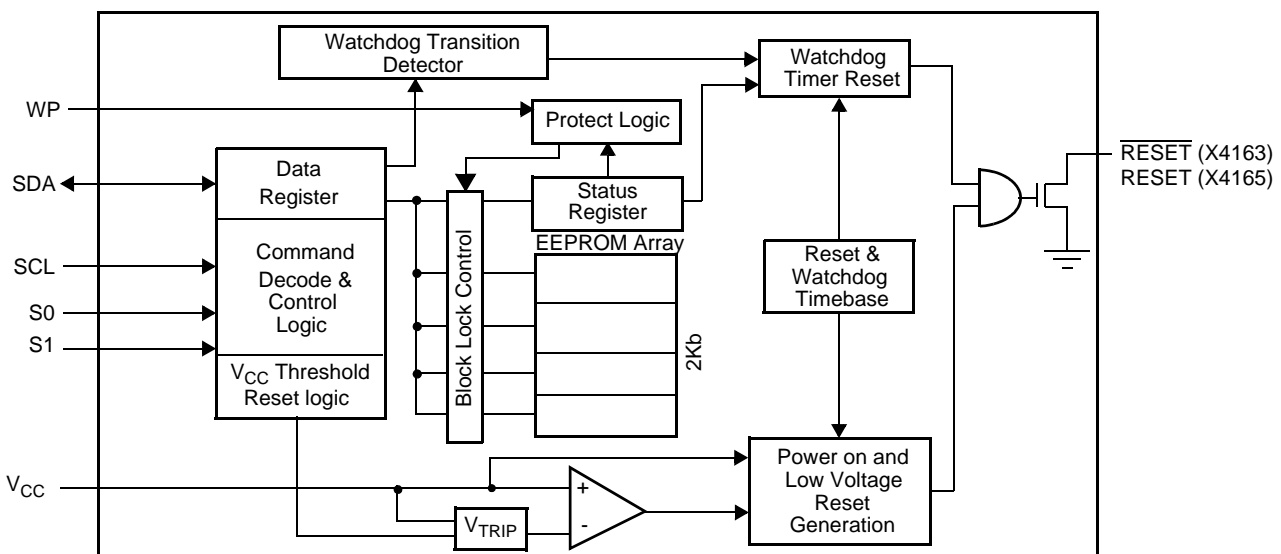 Watchdog Transition
Detector
Watchdog
Timer Reset
WP
Protect Logic
RESET (X4163)
RESET (X4165)
SDA
Data
Register
Status
Register
EEPROM Array
SCL
Command
Decode &
Control
Logic
Reset &
Watchdog
Timebase
S0
S1
Block Lock Control
2Kb
VCC Threshold
Reset logic
Power on and
Low Voltage
Reset
Generation
VCC
+
-
VTRIP